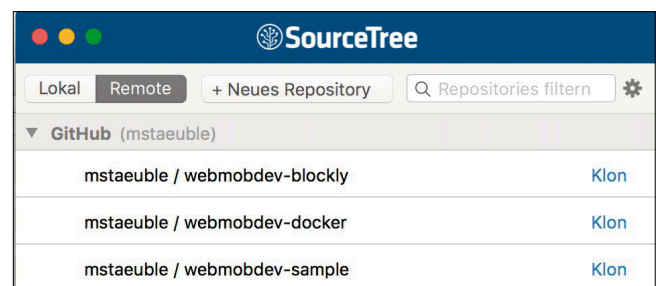 SourceTree
Lokal Remote + Neues Repository Repositories filtern
GitHub (mstaeuble)
mstaeuble / webmobdev-blockly Klon
mstaeuble / webmobdev-docker Klon
mstaeuble / webmobdev-sample Klon